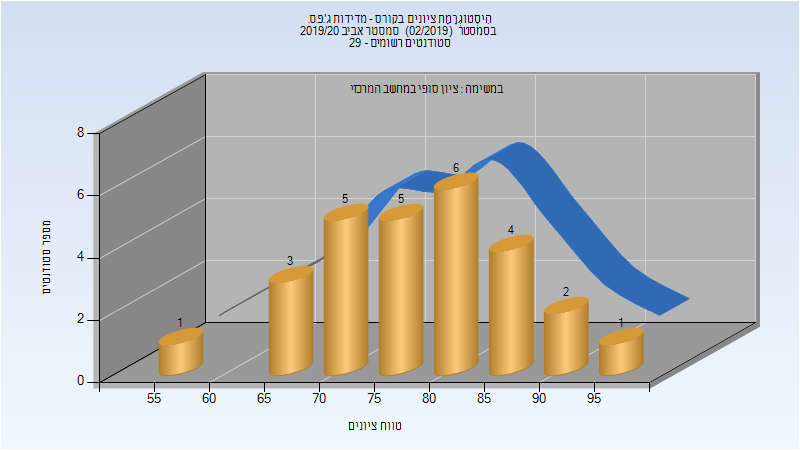 היסטוגרמת ציונים בקורס - מדידות ג'.פ.ס.
בסמסטר (02/2019) סמסטר אביב 2019/20
סטודנטים רשומים - 29
במשימה : ציון סופי במחשב המרכזי
מספר סטודנטים
8
6
4
2
0
1
3
5
5
6
4
2
1
55 60 65 70 75 80 85 90 95
טווח ציונים